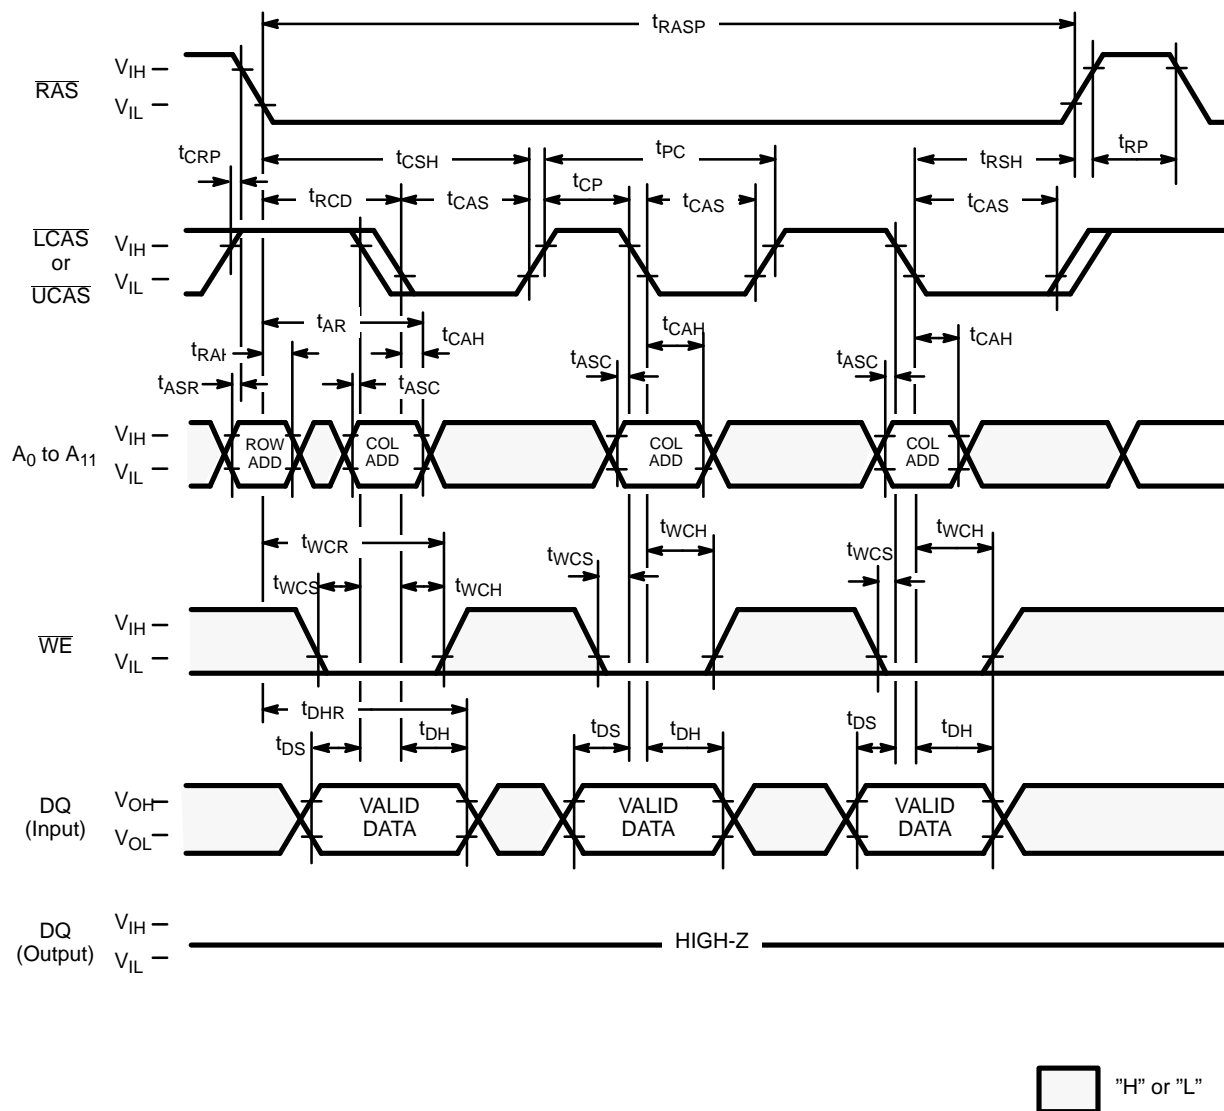 tRASP
RAS
VIH
VIL
tCRP
tCSH
tPC
tRSH
tRP
tRCD
tCAS
tCP
tCAS
tCAS
LCAS
or
UCAS
VIH
VIL
tAR
tCAH
tCAH
tCAH
tASR
tASC
tASC
tASC
A0 to A11
VIH
VIL
ROW
ADD
COL
ADD
COL
ADD
COL
ADD
tWCR
tWCH
tWCH
tWCS
tWCH
tWCS
tWCS
WE
VIH
VIL
tDHR
tDS
tDH
tDS
tDH
tDS
tDH
DQ
(Input)
VOH
VOL
VALID
DATA
VALID
DATA
VALID
DATA
DQ
(Output)
VIH
VIL
HIGH-Z
”H” or ”L”